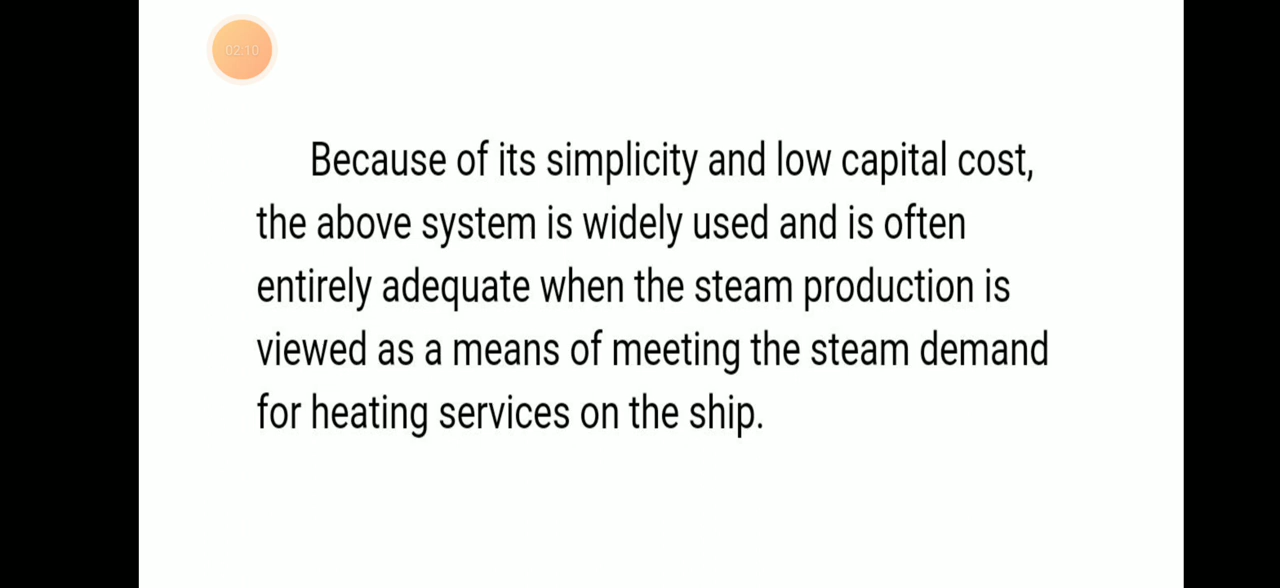 02:10
Because of its simplicity and low capital cost,
the above system is widely used and is often
entirely adequate when the steam production is
viewed as a means of meeting the steam demand
for heating services on the ship.